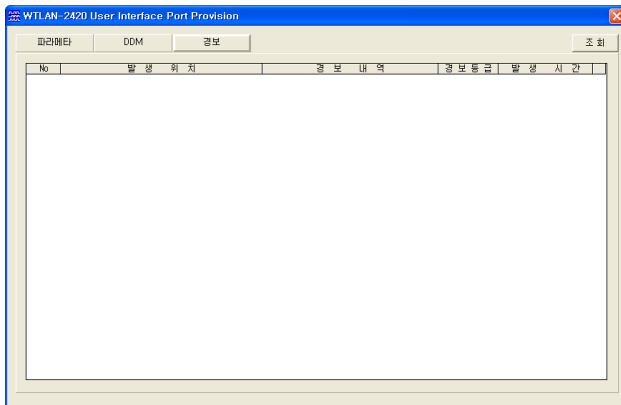 WTLAN-2420 User Interface Port Provision
파라메타 DDM 경보 조 회
No 발 생 위 치 경 보 내 역 경 보 등 급 발 생 시 간